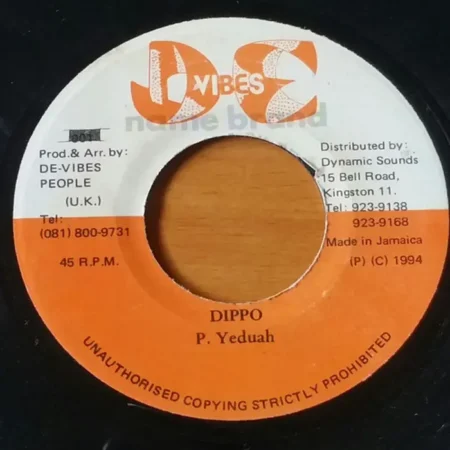 DE
VIBES
name brand
001
Prod.& Arr. by:
DE-VIBES
PEOPLE
(U.K.)
Tel:
(081) 800-9731
45 R.P.M.
Distributed by:
Dynamic Sounds
15 Bell Road,
Kingston 11.
Tel: 923-9138
923-9168
Made in Jamaica
(P) (C) 1994
DIPPO
P. Yeduah
UNAUTHORISED COPYING STRICTLY PROHIBITED